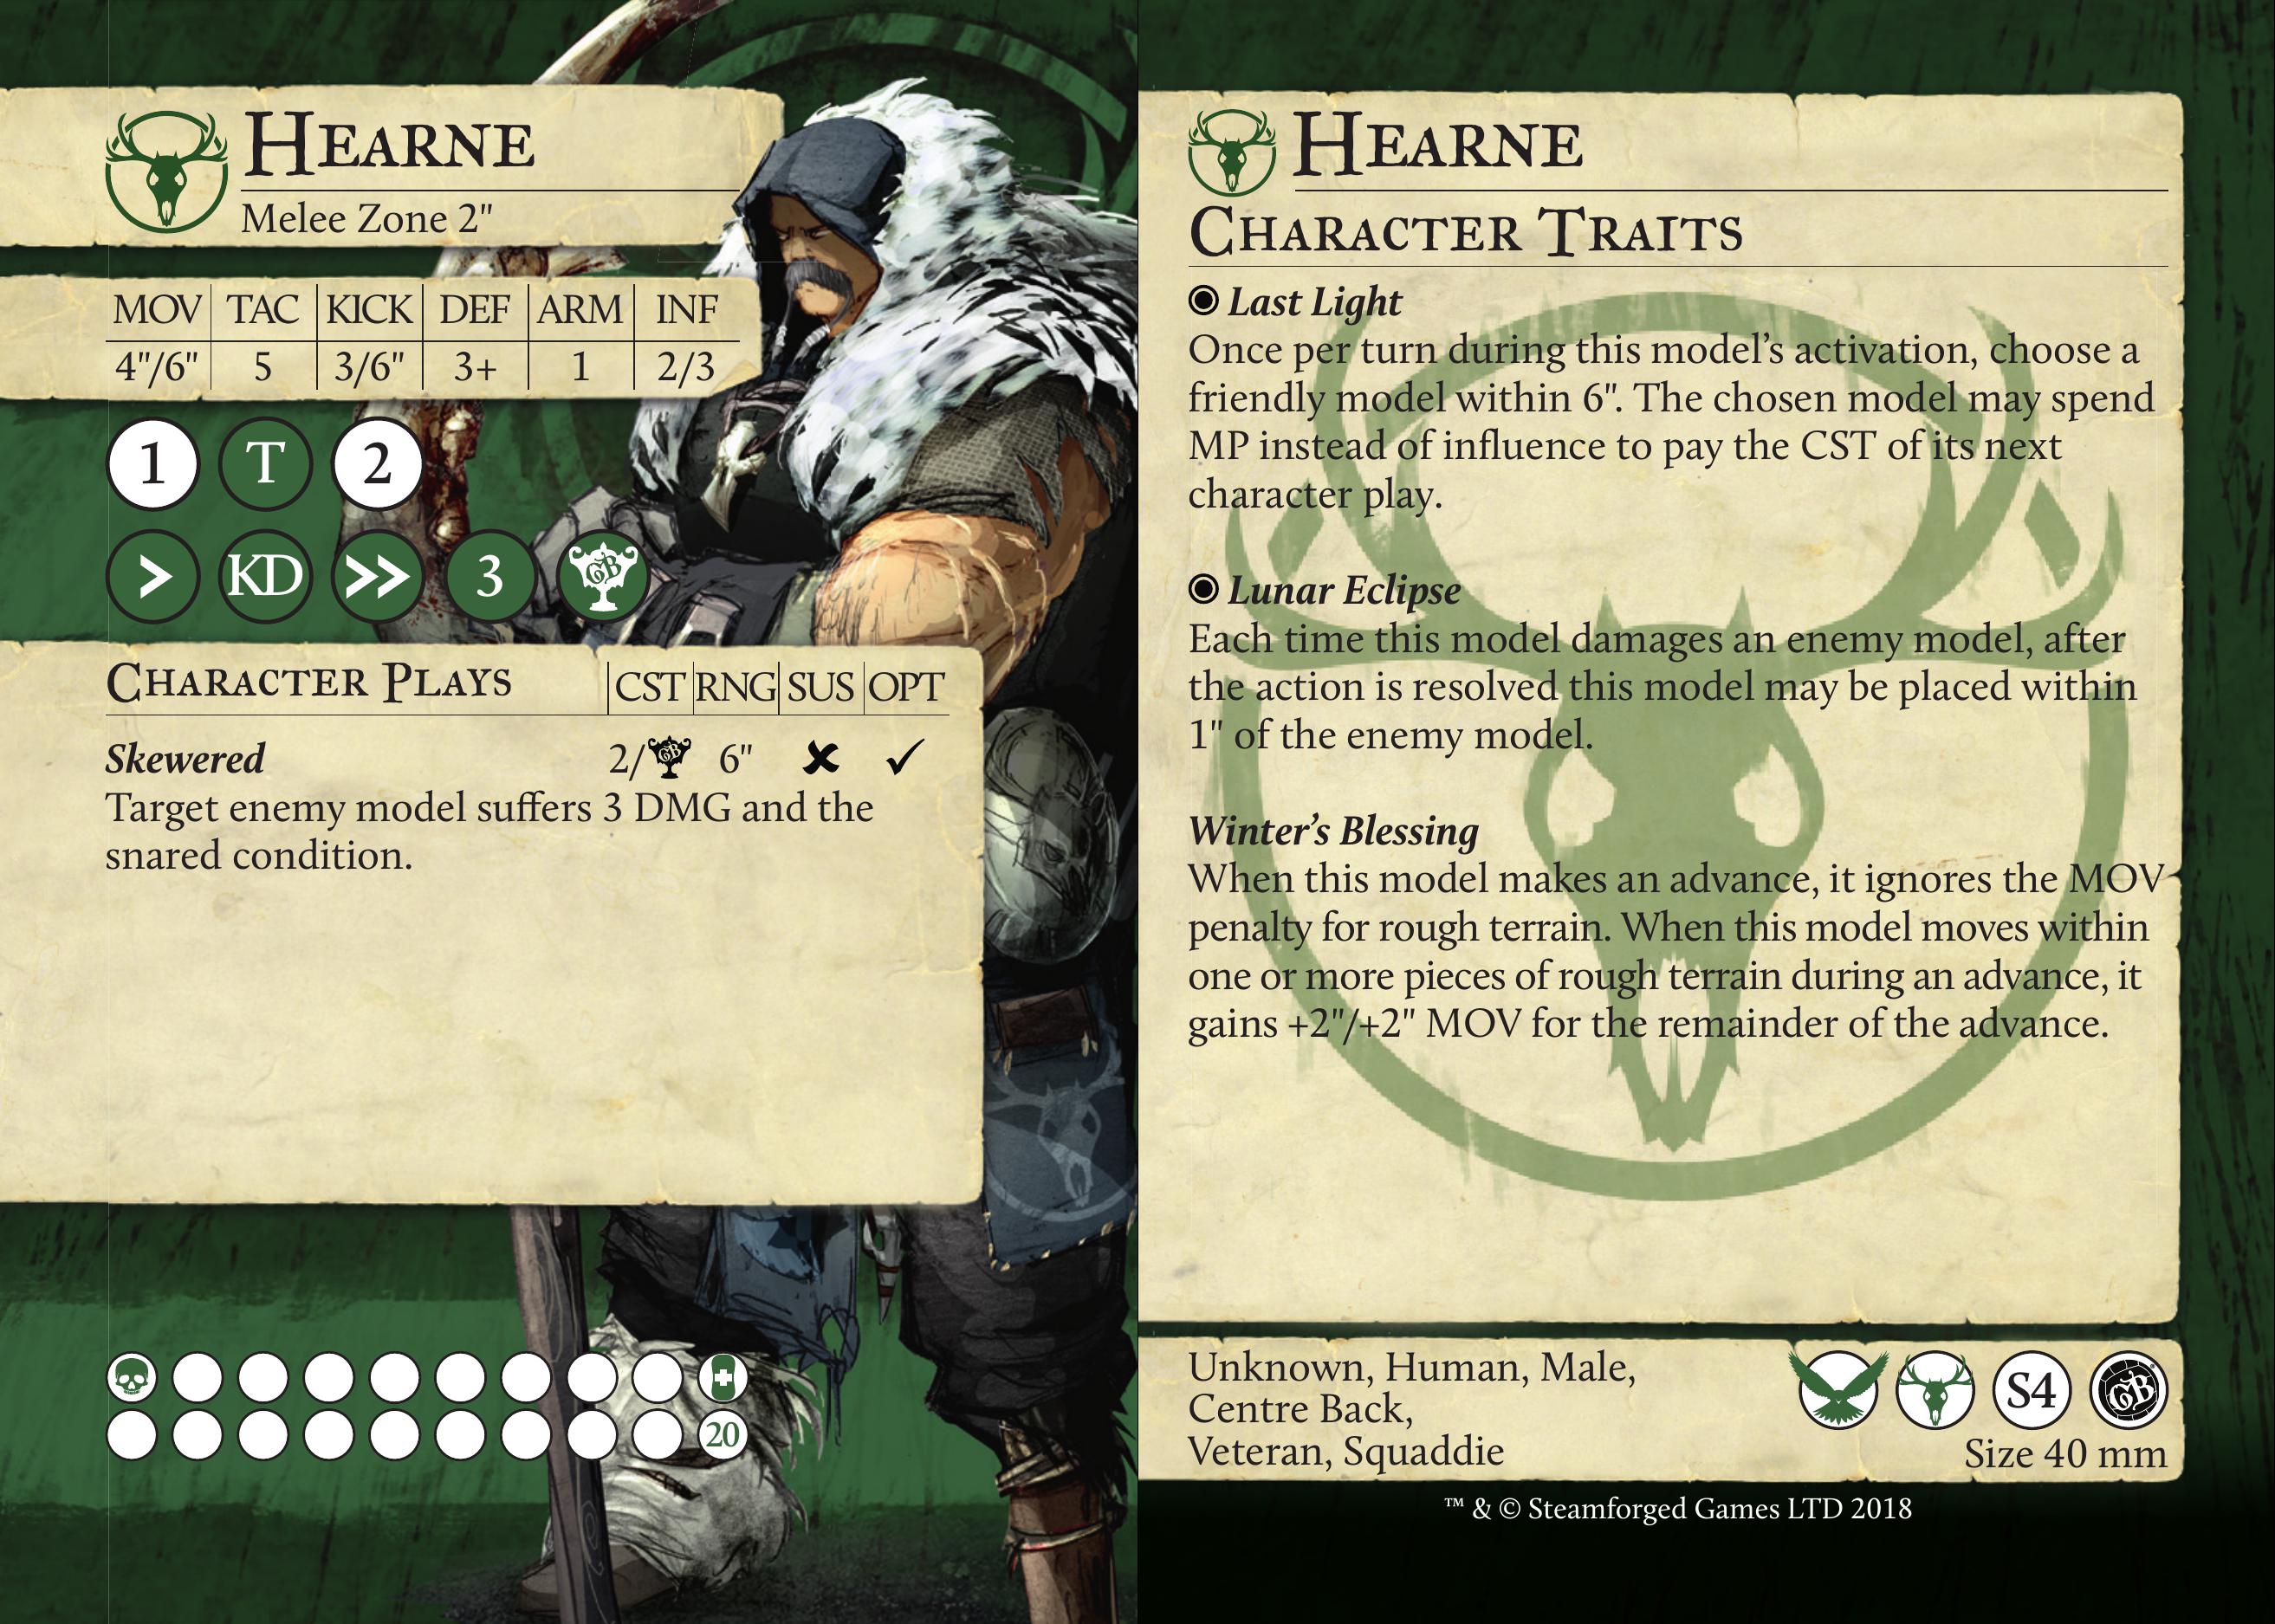 HEARNE
Melee Zone 2"
MOV TAC KICK DEF ARM INF
4"/6" 5 3/6" 3+ 1 2/3
1 T 2
> KD >> 3 GB
CHARACTER PLAYS CST RNG SUS OPT
Skewered 2/GB 6" ✘ ✓
Target enemy model suffers 3 DMG and the
snared condition.
20
HEARNE
CHARACTER TRAITS
Last Light
Once per turn during this model’s activation, choose a
friendly model within 6". The chosen model may spend
MP instead of influence to pay the CST of its next
character play.
Lunar Eclipse
Each time this model damages an enemy model, after
the action is resolved this model may be placed within
1" of the enemy model.
Winter’s Blessing
When this model makes an advance, it ignores the MOV
penalty for rough terrain. When this model moves within
one or more pieces of rough terrain during an advance, it
gains +2"/+2" MOV for the remainder of the advance.
Unknown, Human, Male,
Centre Back,
Veteran, Squaddie
S4 GB
Size 40 mm
™ & © Steamforged Games LTD 2018